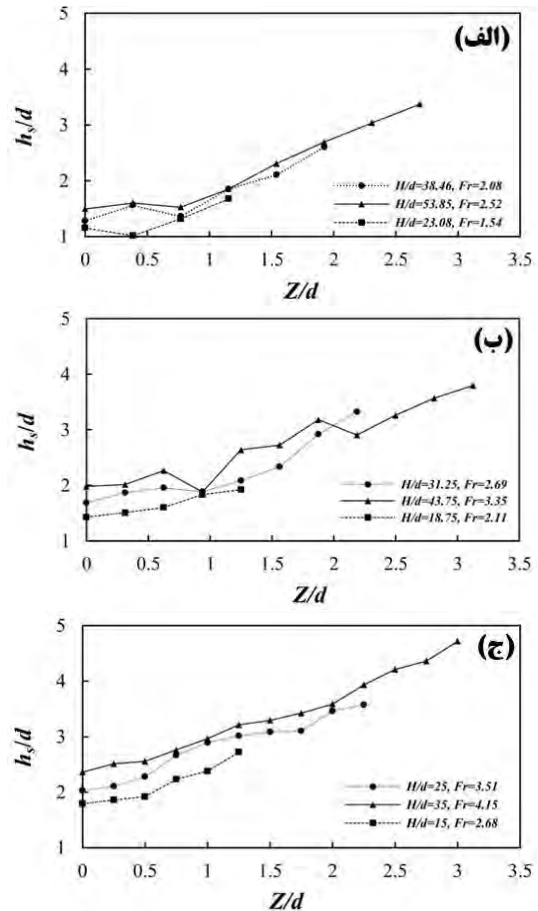 (الف)
5
4
3
2
1
hₛ/d
H/d=38.46, Fr=2.08
H/d=53.85, Fr=2.52
H/d=23.08, Fr=1.54
0 0.5 1 1.5 2 2.5 3 3.5
Z/d
(ب)
5
4
3
2
1
hₛ/d
H/d=31.25, Fr=2.69
H/d=43.75, Fr=3.35
H/d=18.75, Fr=2.11
0 0.5 1 1.5 2 2.5 3 3.5
Z/d
(ج)
5
4
3
2
1
hₛ/d
H/d=25, Fr=3.51
H/d=35, Fr=4.15
H/d=15, Fr=2.68
0 0.5 1 1.5 2 2.5 3 3.5
Z/d